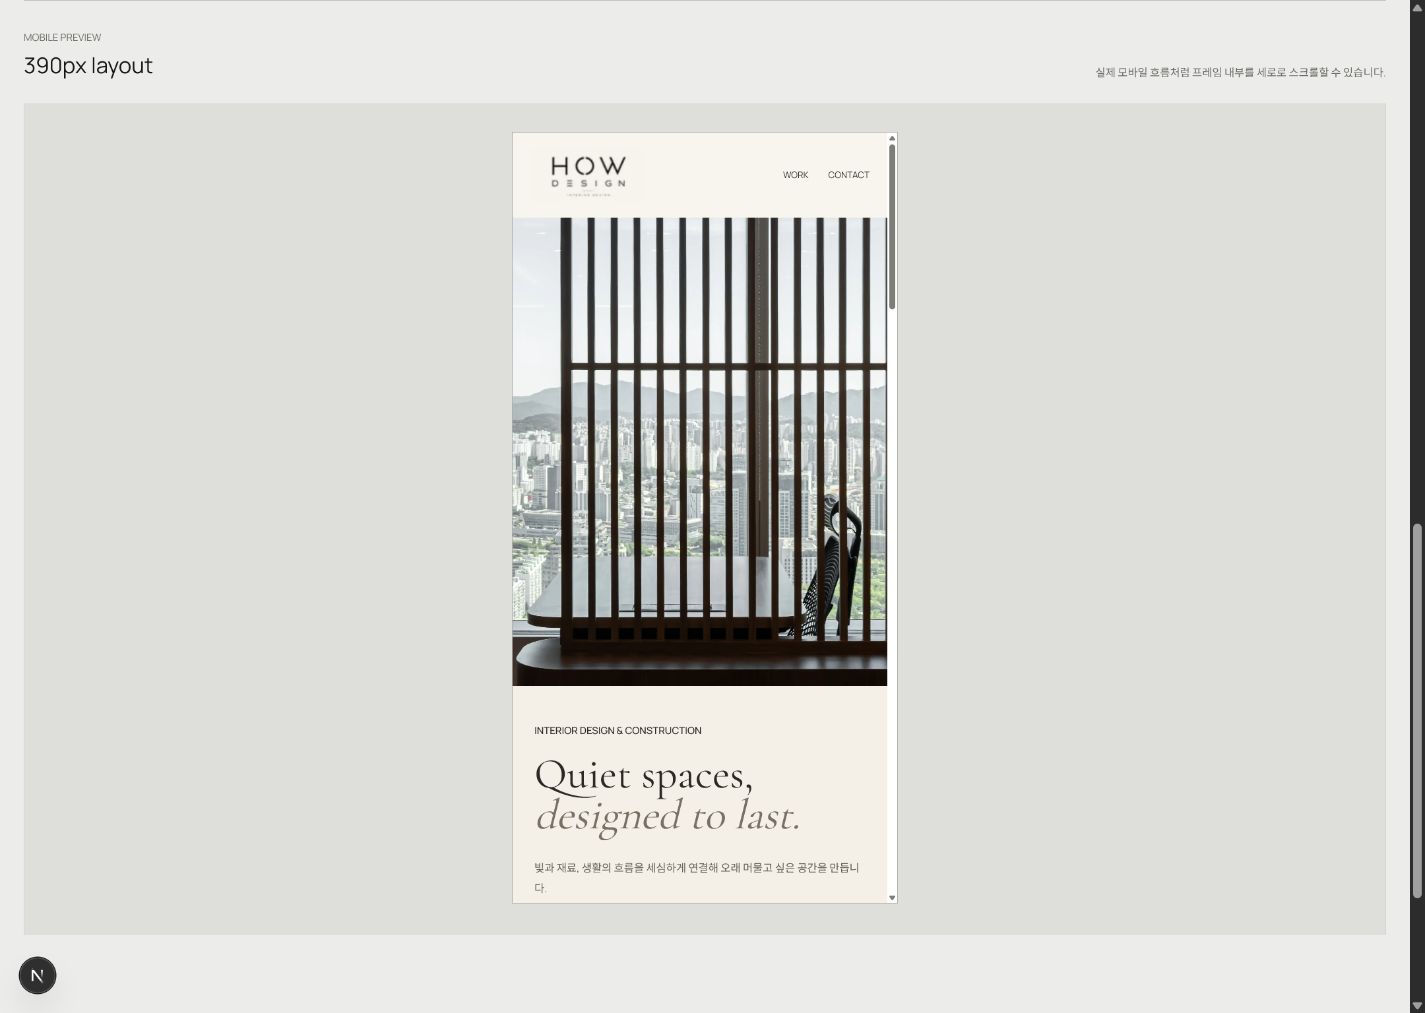 MOBILE PREVIEW
390px layout
실제 모바일 흐름처럼 프레임 내부를 세로로 스크롤할 수 있습니다.
HOW
DESIGN
INTERIOR DESIGN
WORK CONTACT
INTERIOR DESIGN & CONSTRUCTION
Quiet spaces,
designed to last.
빛과 재료, 생활의 흐름을 세심하게 연결해 오래 머물고 싶은 공간을 만듭니
다.
N